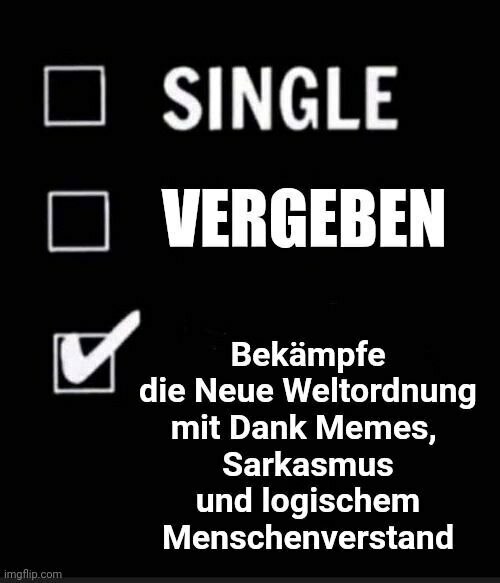 SINGLE
VERGEBEN
Bekämpfe
die Neue Weltordnung
mit Dank Memes,
Sarkasmus
und logischem
Menschenverstand
imgflip.com